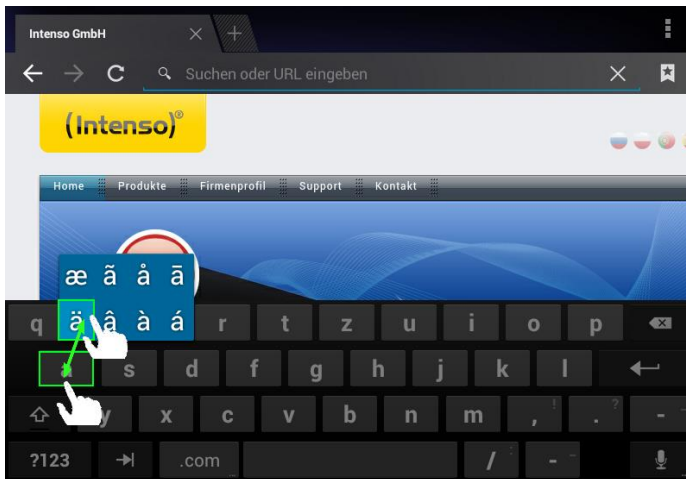 Intenso GmbH
Suchen oder URL eingeben
(Intenso)®
Home Produkte Firmenprofil Support Kontakt
æ ã å ā
ä â à á
q r t z u i o p
a s d f g h j k l
y x c v b n m , ! . ? -
?123 .com / : - _